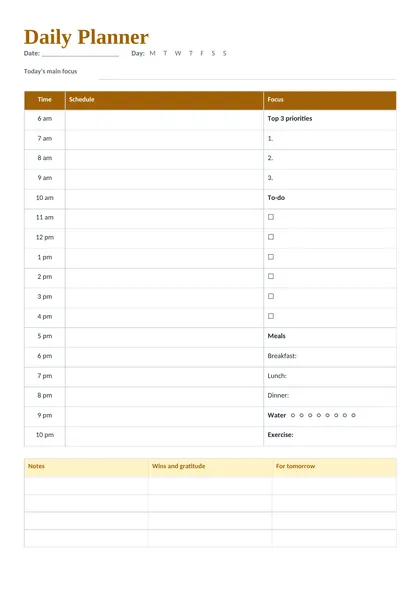 Daily Planner
Date: ______________________ Day: M T W T F S S
Today's main focus
Time Schedule Focus
6 am Top 3 priorities
7 am 1.
8 am 2.
9 am 3.
10 am To-do
11 am ☐
12 pm ☐
1 pm ☐
2 pm ☐
3 pm ☐
4 pm ☐
5 pm Meals
6 pm Breakfast:
7 pm Lunch:
8 pm Dinner:
9 pm Water ○ ○ ○ ○ ○ ○ ○ ○
10 pm Exercise:
Notes Wins and gratitude For tomorrow